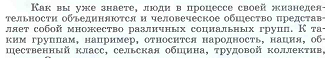 Как вы уже знаете, люди в процессе своей жизнедея-
тельности объединяются и человеческое общество представ-
ляет собой множество различных социальных групп. К та-
ким группам, например, относится народность, нация, об-
щественный класс, сельская община, трудовой коллектив,